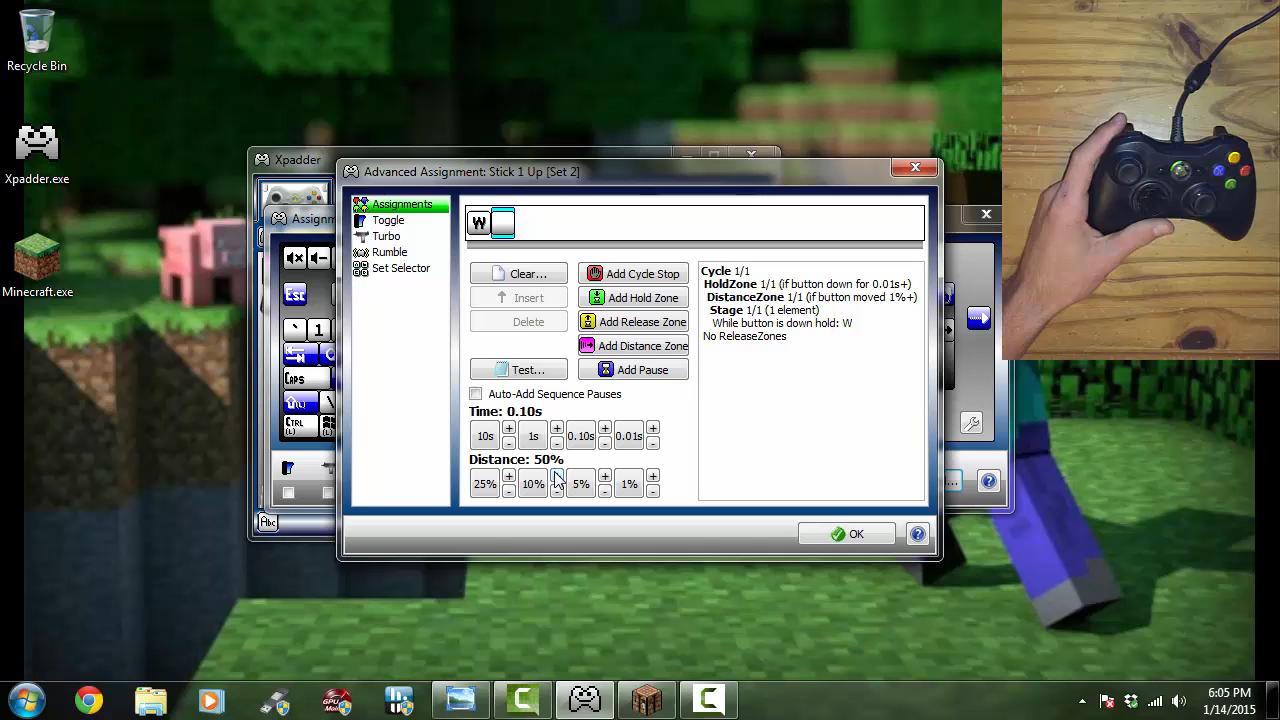 Recycle Bin
Xpadder.exe
Minecraft.exe
Xpadder
Assignm
Esc
1
CAPS
CTRL
(L)
Abc
Advanced Assignment: Stick 1 Up [Set 2]
Assignments
Toggle
Turbo
Rumble
Set Selector
W
Clear...
Insert
Delete
Test...
Add Cycle Stop
Add Hold Zone
Add Release Zone
Add Distance Zone
Add Pause
Auto-Add Sequence Pauses
Time: 0.10s
10s + - 1s + - 0.10s + - 0.01s + -
Distance: 50%
25% + - 10% - 5% + - 1% + -
Cycle 1/1
HoldZone 1/1 (if button down for 0.01s+)
DistanceZone 1/1 (if button moved 1%+)
Stage 1/1 (1 element)
While button is down hold: W
No ReleaseZones
OK
6:05 PM
1/14/2015